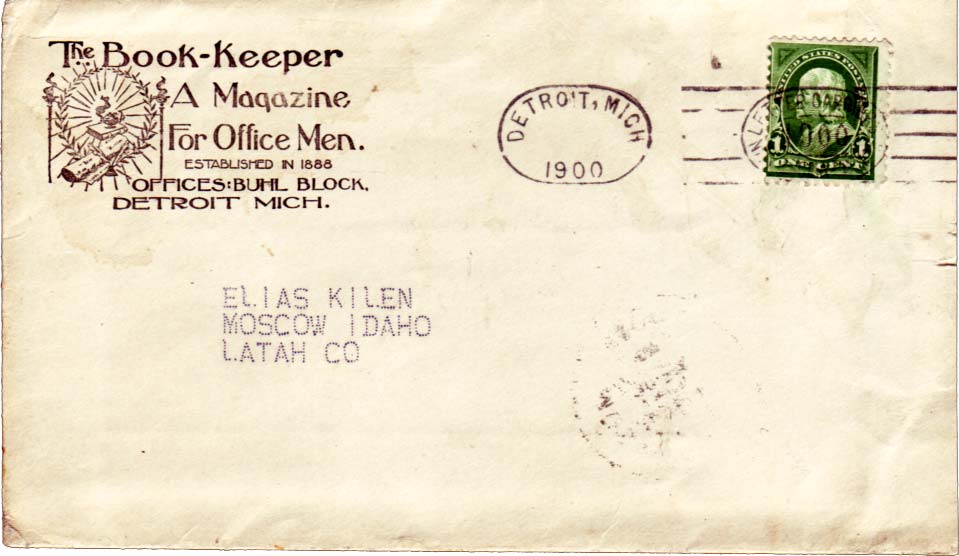 The Book-Keeper
A Magazine
For Office Men.
ESTABLISHED IN 1888
OFFICES: BUHL BLOCK,
DETROIT MICH.
DETROIT, MICH
1900
UNITED STATES POSTAGE
1 1
ONE CENT
ELIAS KILEN
MOSCOW IDAHO
LATAH CO